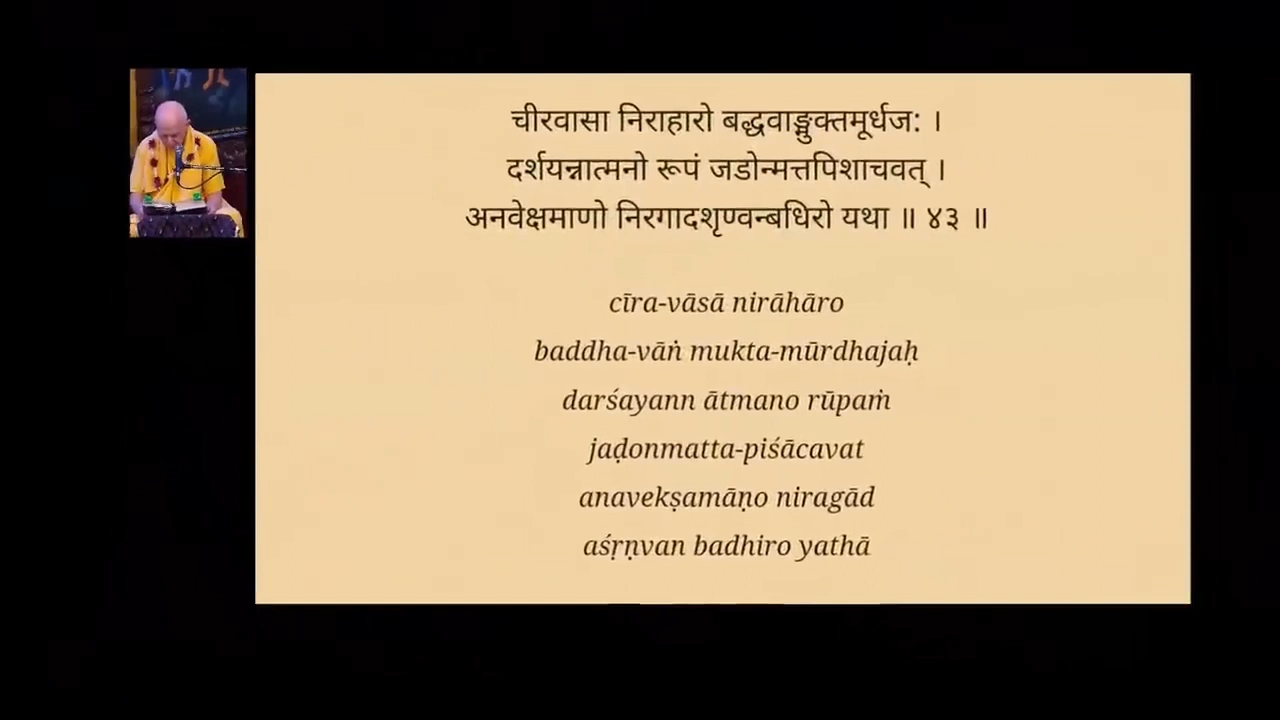 चीरवासा निराहारो बद्धवाङ्मुक्तमूर्धज: ।
दर्शयन्नात्मनो रूपं जडोन्मत्तपिशाचवत् ।
अनवेक्षमाणो निरगादशृण्वन्बधिरो यथा ॥ ४३ ॥
cīra-vāsā nirāhāro
baddha-vāṅ mukta-mūrdhajaḥ
darśayann ātmano rūpaṁ
jaḍonmatta-piśācavat
anavekṣamāṇo niragād
aśṛṇvan badhiro yathā